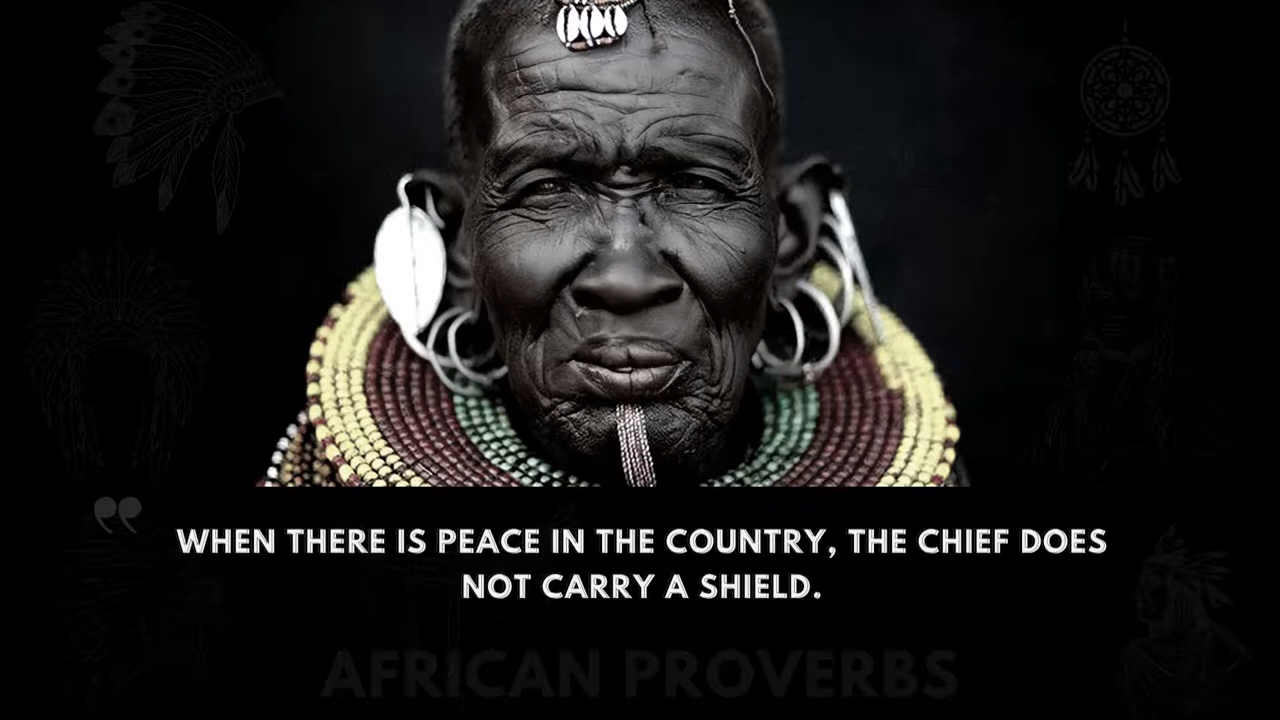 "
WHEN THERE IS PEACE IN THE COUNTRY, THE CHIEF DOES
NOT CARRY A SHIELD.
AFRICAN PROVERBS